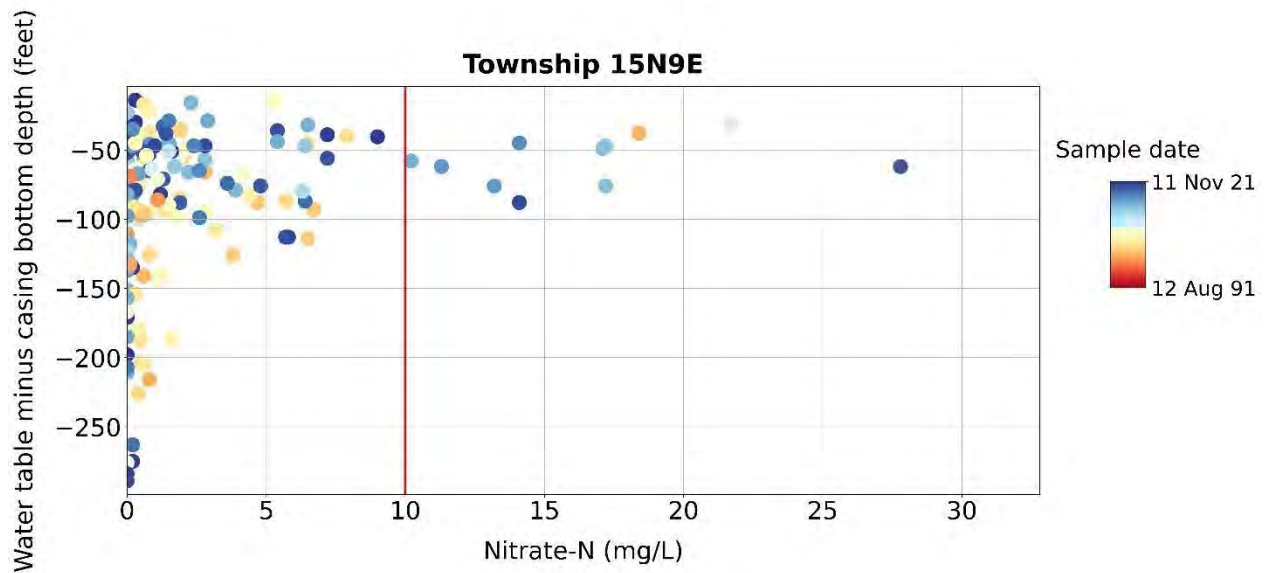 Township 15N9E
Water table minus casing bottom depth (feet)
−50
−100
−150
−200
−250
0 5 10 15 20 25 30
Nitrate-N (mg/L)
Sample date
11 Nov 21
12 Aug 91